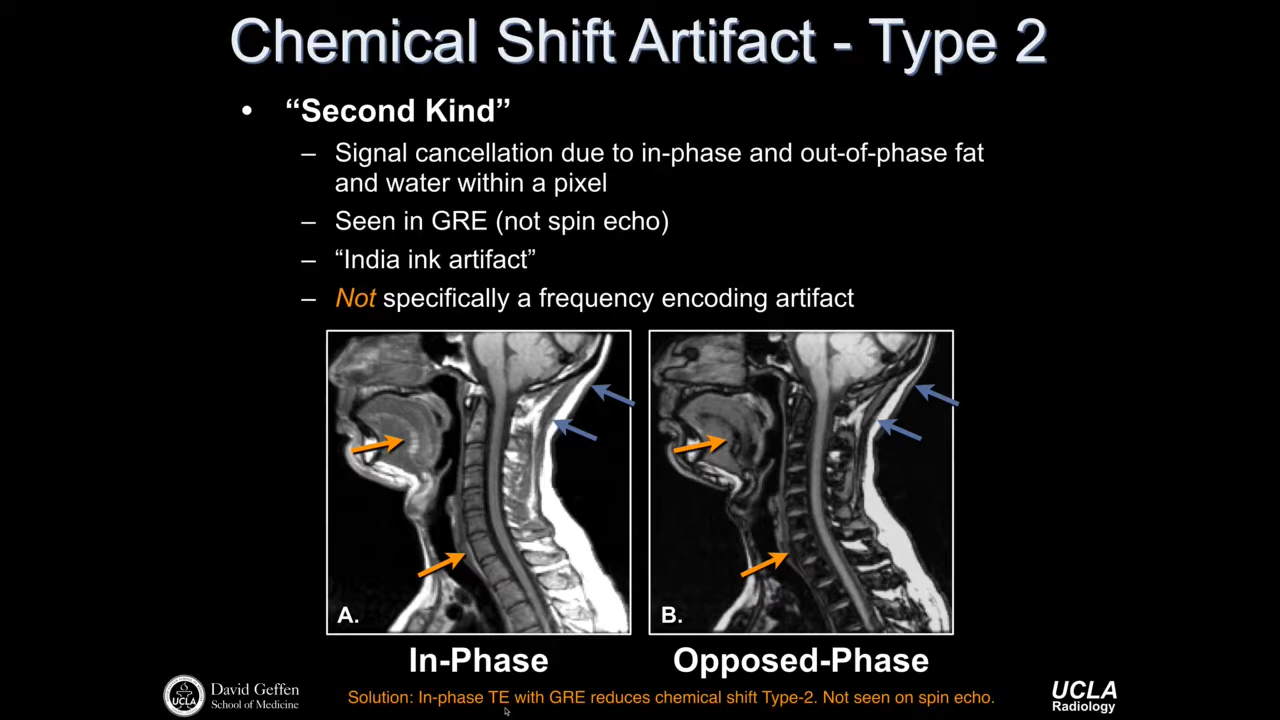 Chemical Shift Artifact - Type 2
• “Second Kind”
– Signal cancellation due to in-phase and out-of-phase fat
and water within a pixel
– Seen in GRE (not spin echo)
– “India ink artifact”
– Not specifically a frequency encoding artifact
A.
B.
In-Phase
Opposed-Phase
UCLA
David Geffen
School of Medicine
Solution: In-phase TE with GRE reduces chemical shift Type-2. Not seen on spin echo.
UCLA
Radiology